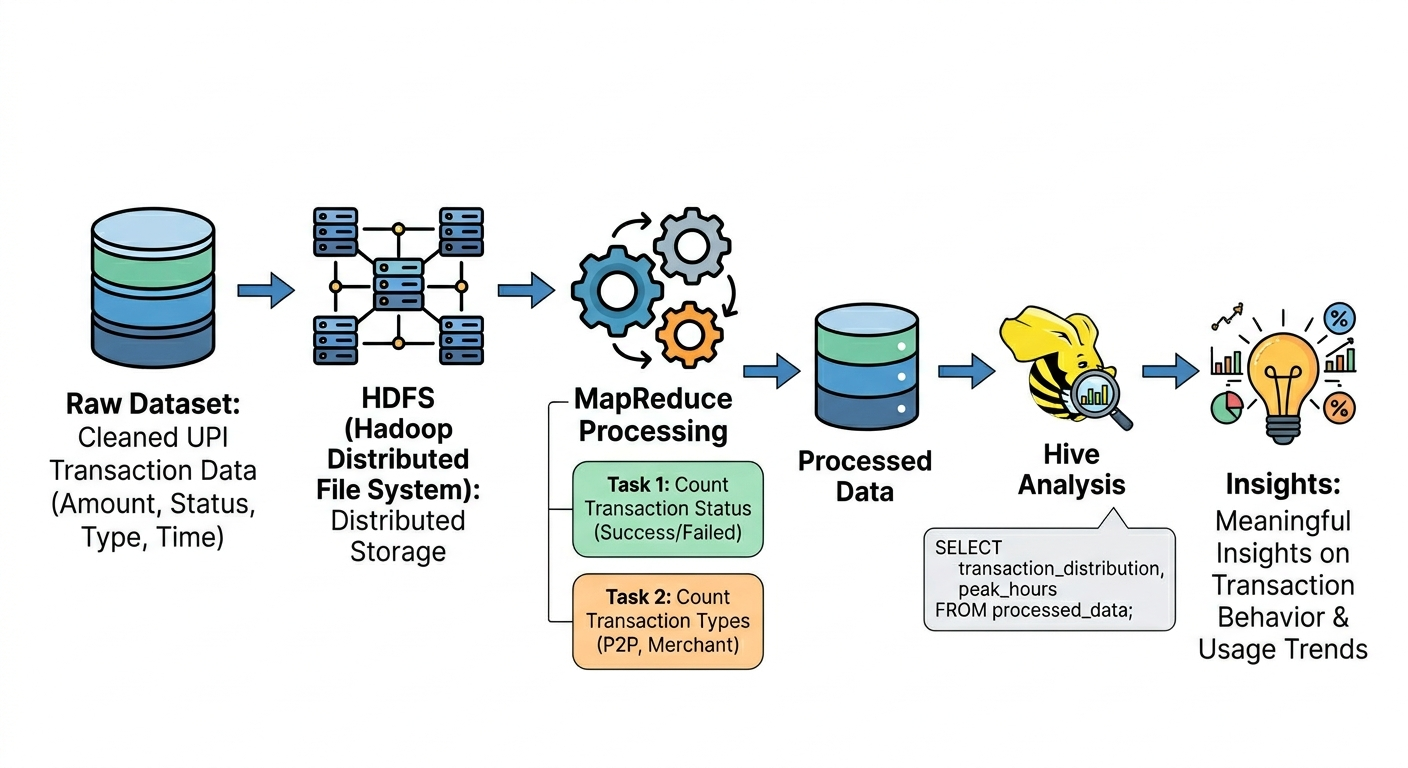 Raw Dataset:
Cleaned UPI
Transaction Data
(Amount, Status,
Type, Time)
HDFS
(Hadoop
Distributed
File System):
Distributed
Storage
MapReduce
Processing
Task 1: Count
Transaction Status
(Success/Failed)
Task 2: Count
Transaction Types
(P2P, Merchant)
Processed
Data
Hive
Analysis
SELECT
transaction_distribution,
peak_hours
FROM processed_data;
%
%
Insights:
Meaningful
Insights on
Transaction
Behavior &
Usage Trends